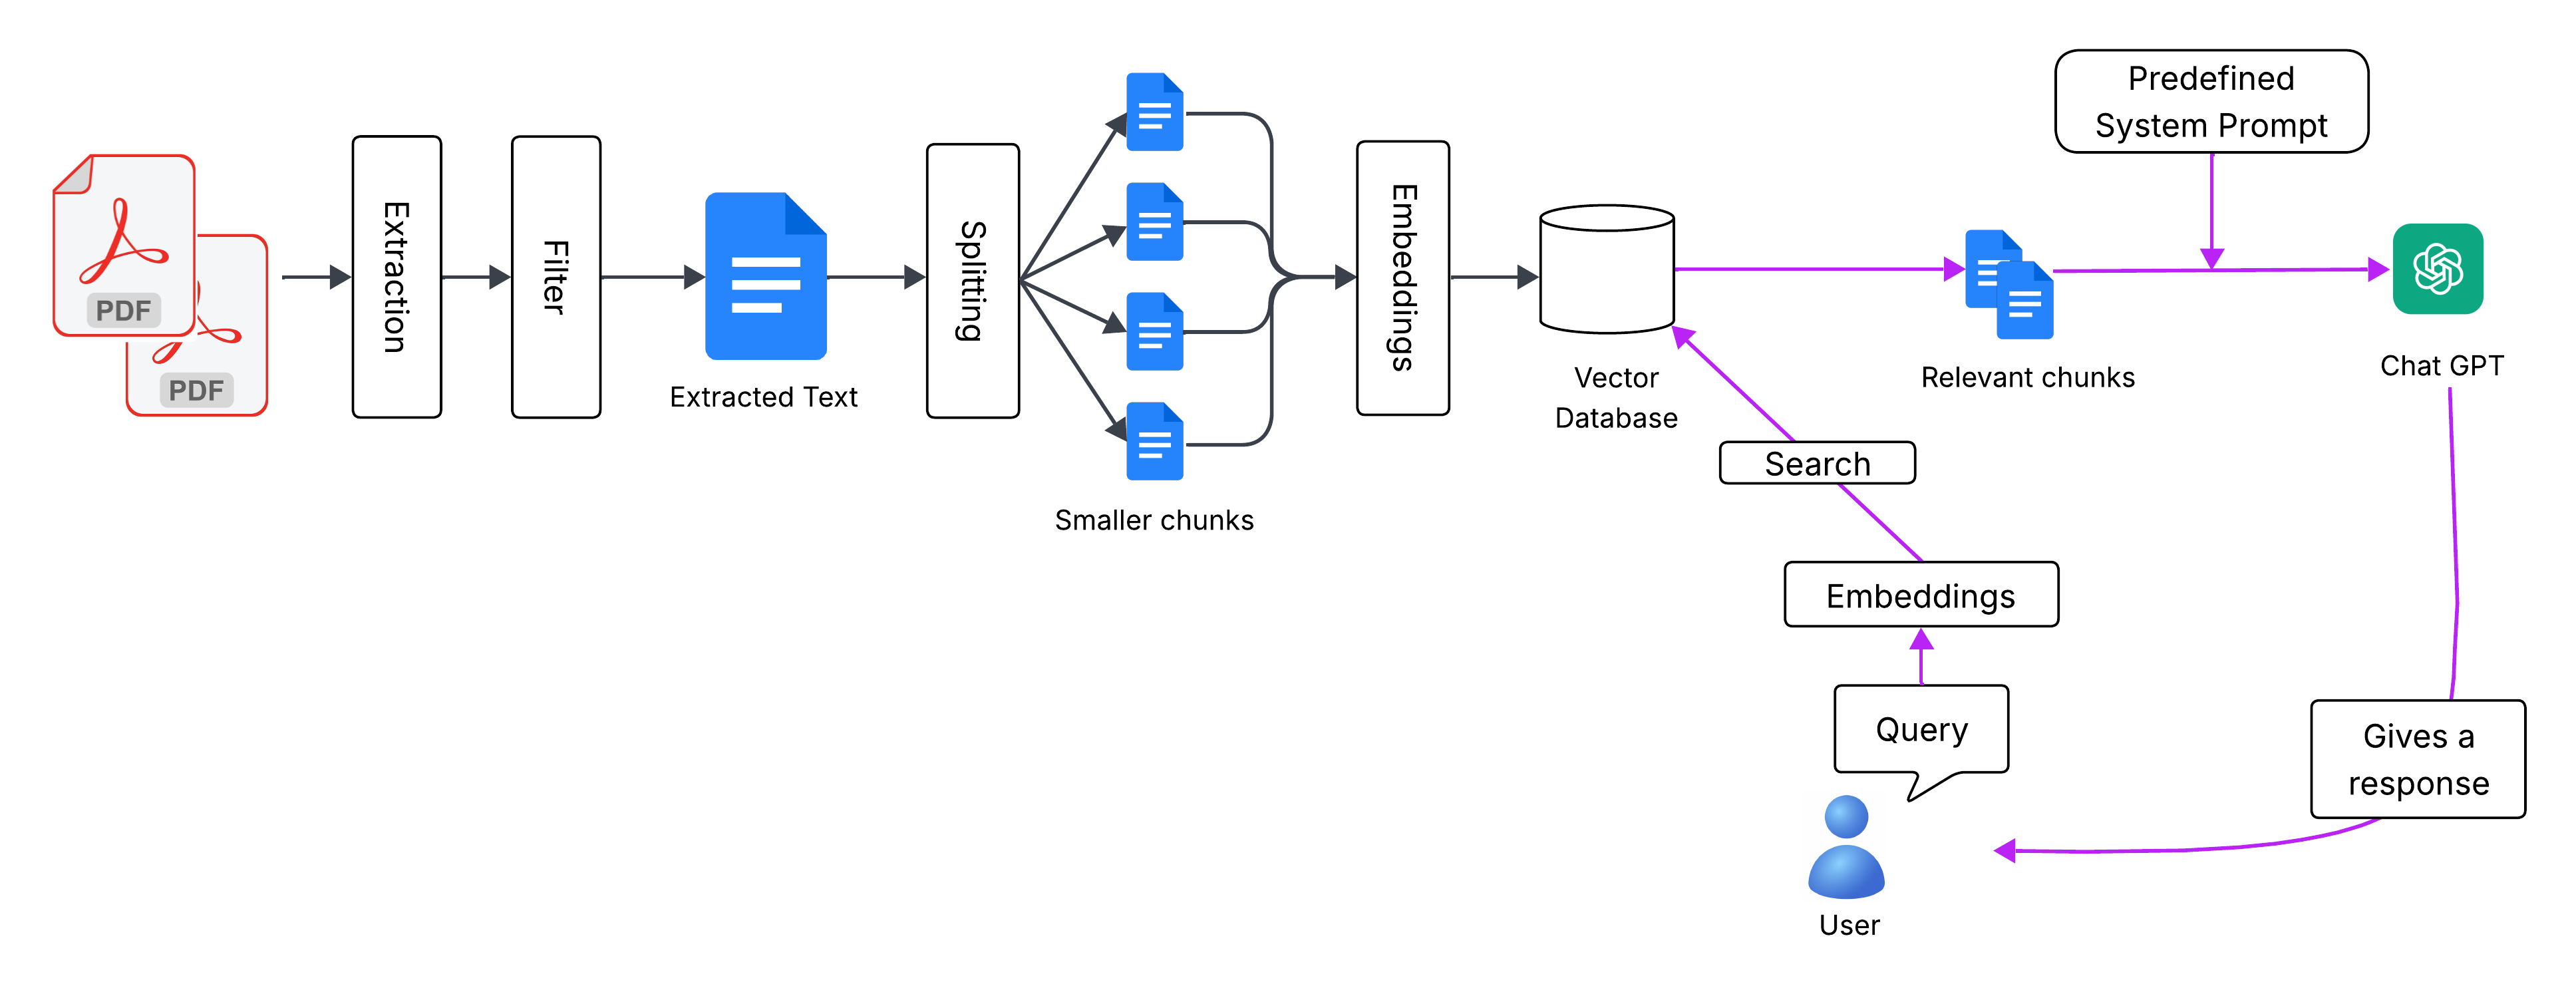 PDF
PDF
Extraction
Filter
Extracted Text
Splitting
Smaller chunks
Embeddings
Vector
Database
Search
Embeddings
Query
User
Relevant chunks
Predefined
System Prompt
Chat GPT
Gives a
response